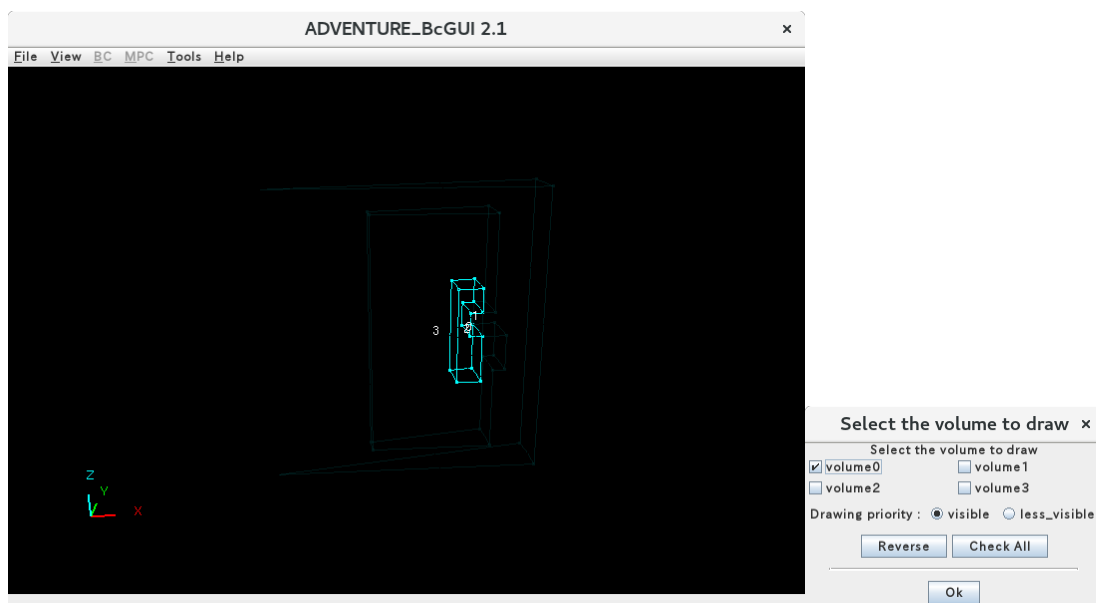 ADVENTURE_BcGUI 2.1 ×
File View BC MPC Tools Help
1
3
Z
Y
X
Select the volume to draw ×
Select the volume to draw
volume0 volume1
volume2 volume3
Drawing priority : visible less_visible
Reverse Check All
Ok